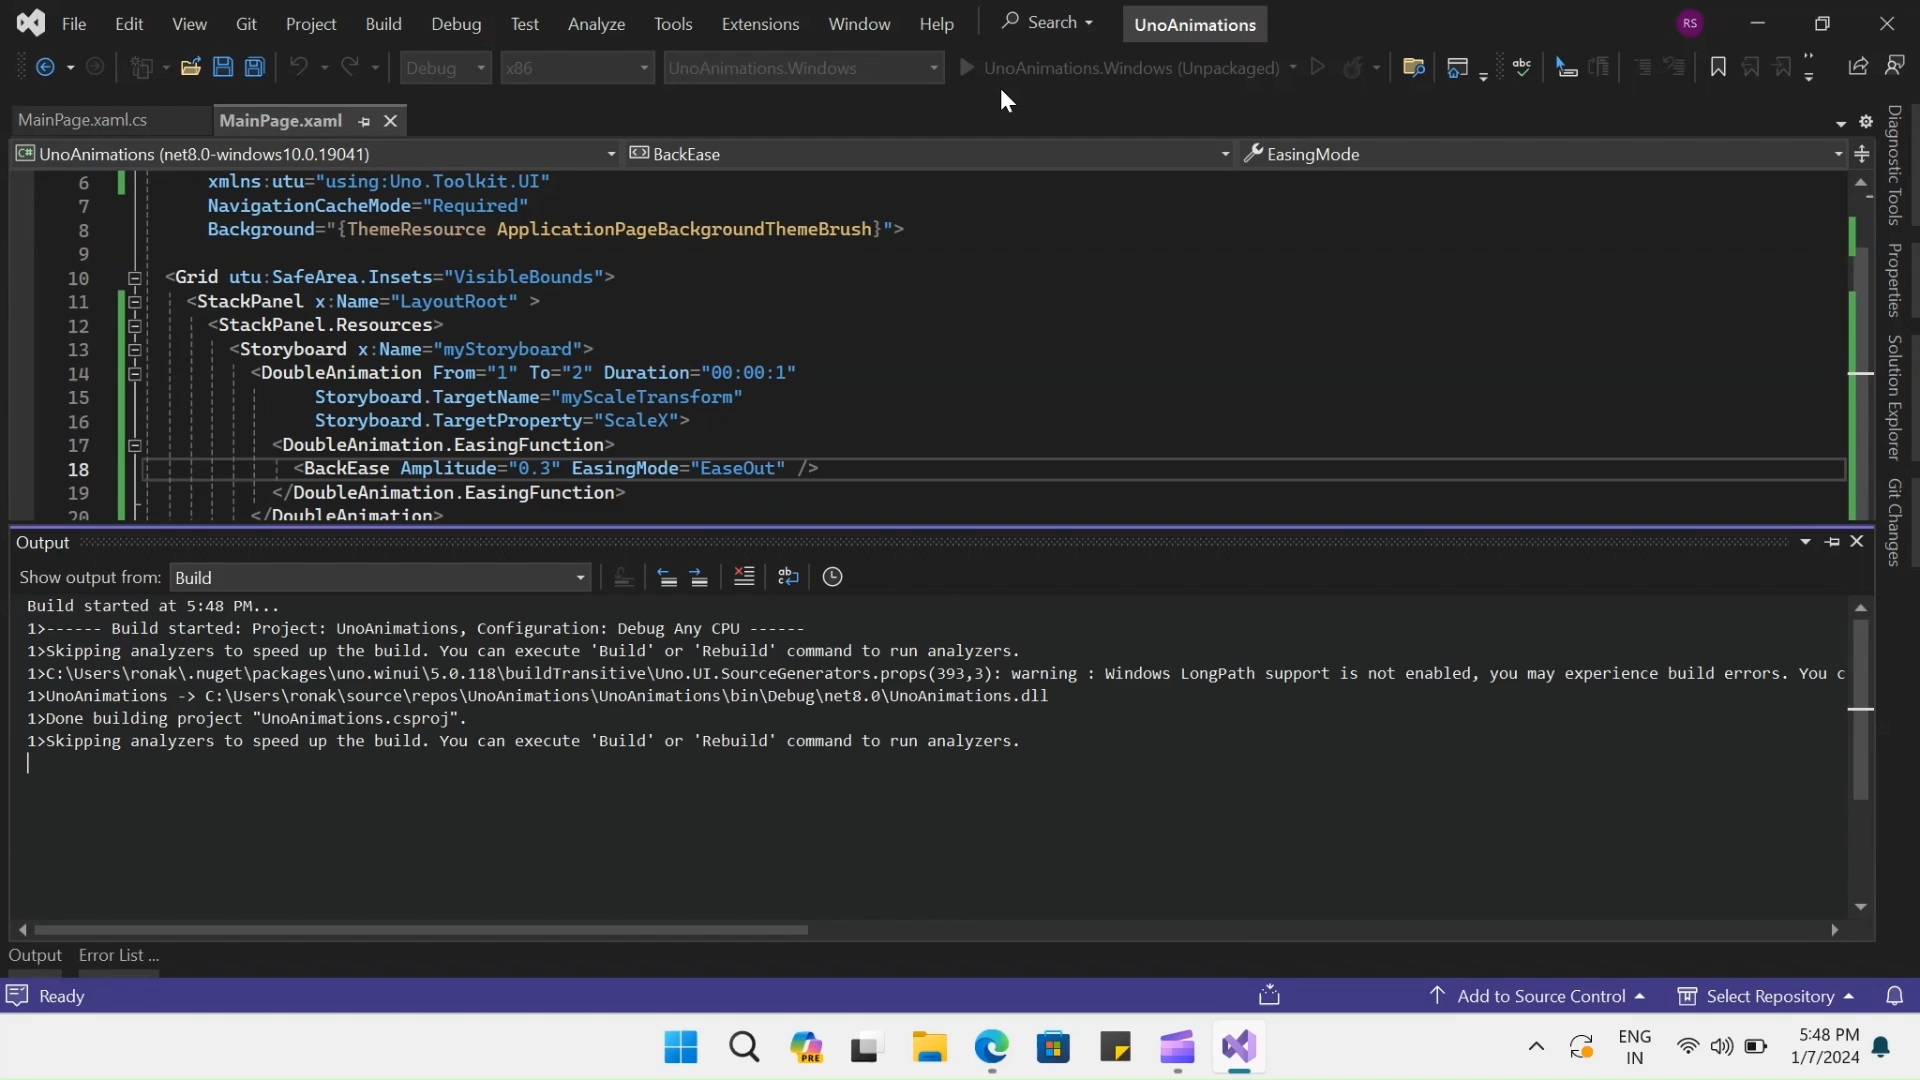 File Edit View Git Project Build Debug Test Analyze Tools Extensions Window Help Search UnoAnimations RS
Debug x86 UnoAnimations.Windows UnoAnimations.Windows (Unpackaged)
MainPage.xaml.cs MainPage.xaml
UnoAnimations (net8.0-windows10.0.19041) BackEase EasingMode
6 xmlns:utu="using:Uno.Toolkit.UI"
7 NavigationCacheMode="Required"
8 Background="{ThemeResource ApplicationPageBackgroundThemeBrush}">
9
10 <Grid utu:SafeArea.Insets="VisibleBounds">
11 <StackPanel x:Name="LayoutRoot" >
12 <StackPanel.Resources>
13 <Storyboard x:Name="myStoryboard">
14 <DoubleAnimation From="1" To="2" Duration="00:00:1"
15 Storyboard.TargetName="myScaleTransform"
16 Storyboard.TargetProperty="ScaleX">
17 <DoubleAnimation.EasingFunction>
18 <BackEase Amplitude="0.3" EasingMode="EaseOut" />
19 </DoubleAnimation.EasingFunction>
20 </DoubleAnimation>
Diagnostic Tools
Properties
Solution Explorer
Git Changes
Output
Show output from: Build
Build started at 5:48 PM...
1>------ Build started: Project: UnoAnimations, Configuration: Debug Any CPU ------
1>Skipping analyzers to speed up the build. You can execute 'Build' or 'Rebuild' command to run analyzers.
1>C:\Users\ronak\.nuget\packages\uno.winui\5.0.118\buildTransitive\Uno.UI.SourceGenerators.props(393,3): warning : Windows LongPath support is not enabled, you may experience build errors. You c
1>UnoAnimations -> C:\Users\ronak\source\repos\UnoAnimations\UnoAnimations\bin\Debug\net8.0\UnoAnimations.dll
1>Done building project "UnoAnimations.csproj".
1>Skipping analyzers to speed up the build. You can execute 'Build' or 'Rebuild' command to run analyzers.
Output Error List ...
Ready Add to Source Control Select Repository
PRE
ENG
IN
5:48 PM
1/7/2024